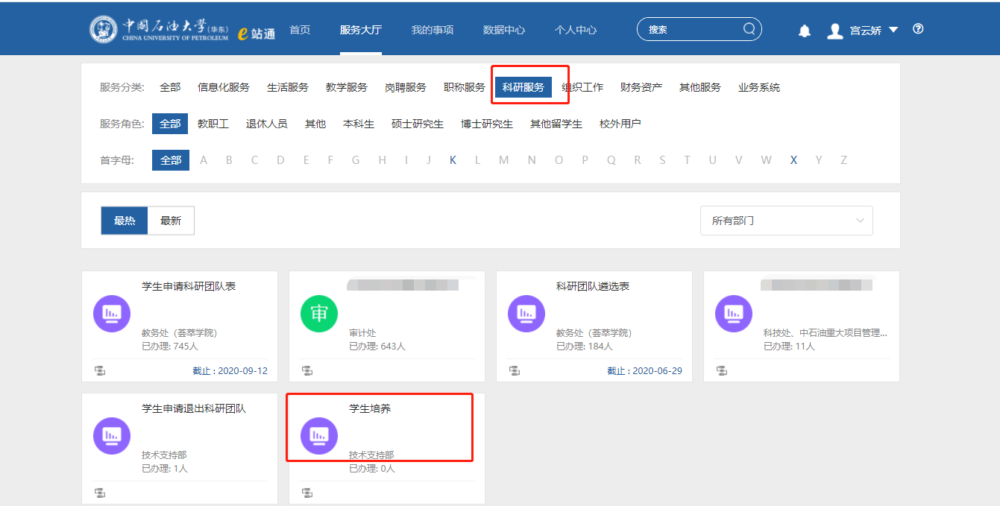 中国石油大学(华东)
CHINA UNIVERSITY OF PETROLEUM
e站通 首页 服务大厅 我的事项 数据中心 个人中心 搜索 宫云娇
服务分类: 全部 信息化服务 生活服务 教学服务 岗聘服务 职称服务 科研服务 组织工作 财务资产 其他服务 业务系统
服务角色: 全部 教职工 退休人员 其他 本科生 硕士研究生 博士研究生 其他留学生 校外用户
首字母: 全部 A B C D E F G H I J K L M N O P Q R S T U V W X Y Z
最热 最新 所有部门
学生申请科研团队表
教务处（荟萃学院）
已办理: 745人
截止 : 2020-09-12
审
审计处
已办理: 643人
科研团队遴选表
教务处（荟萃学院）
已办理: 184人
截止 : 2020-06-29
科技处、中石油重大项目管理...
已办理: 11人
学生申请退出科研团队
技术支持部
已办理: 1人
学生培养
技术支持部
已办理: 0人